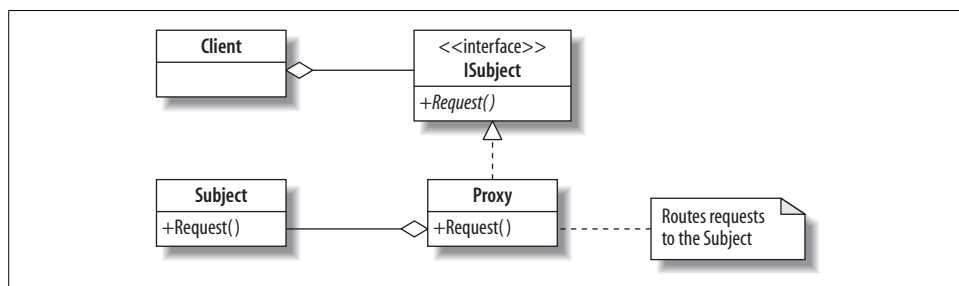 Client
<<interface>>
ISubject
+Request()
Subject
+Request()
Proxy
+Request()
Routes requests
to the Subject